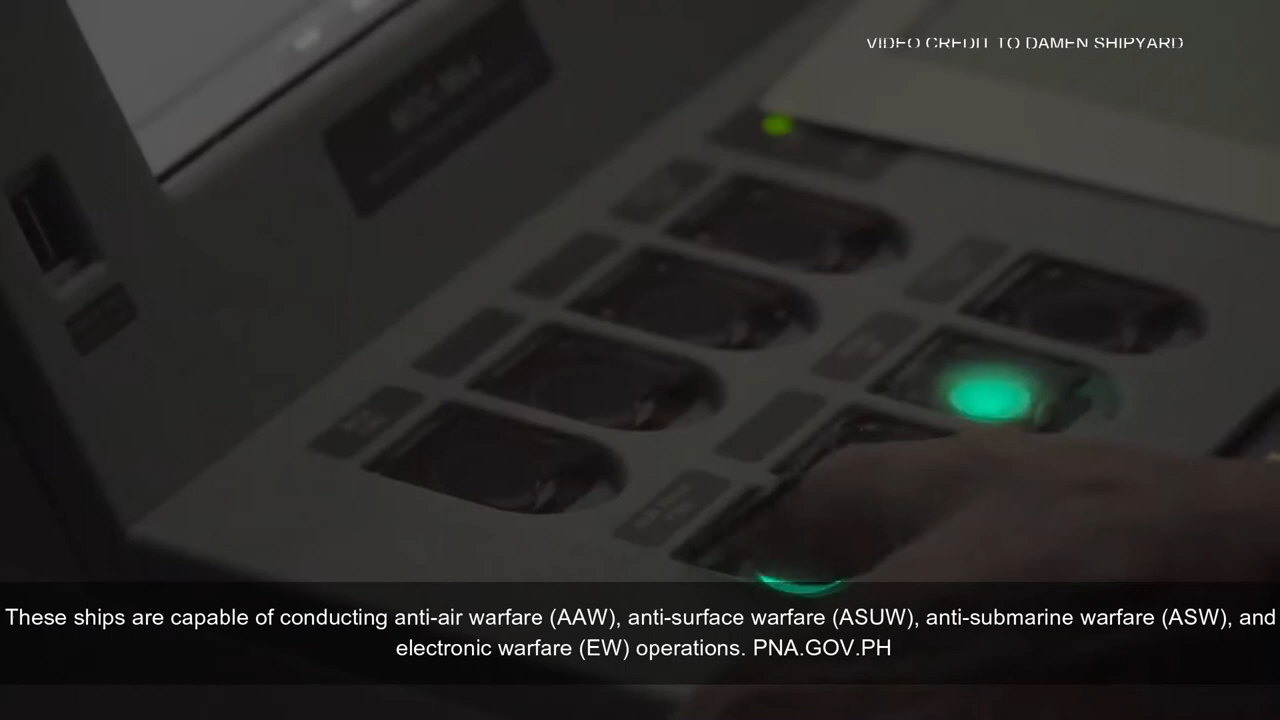 VIDEO CREDIT TO DAMEN SHIPYARD
These ships are capable of conducting anti-air warfare (AAW), anti-surface warfare (ASUW), anti-submarine warfare (ASW), and
electronic warfare (EW) operations. PNA.GOV.PH